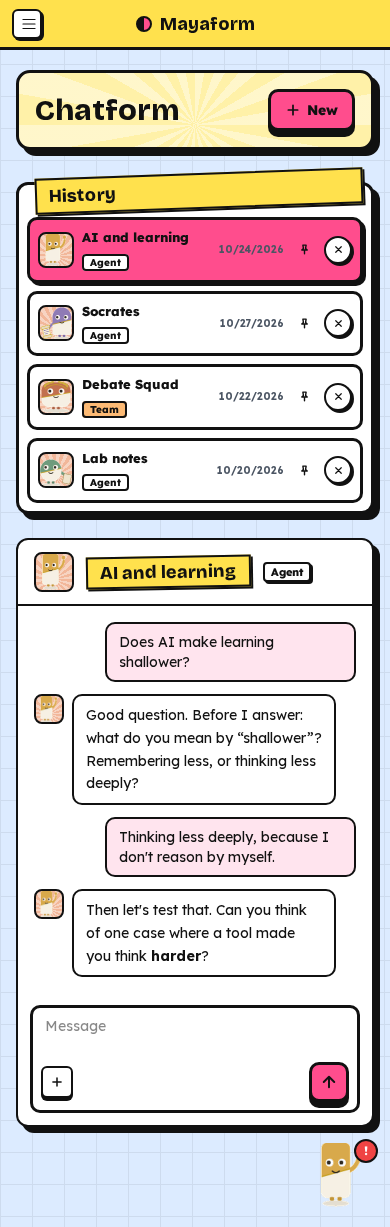 Mayaform
Chatform
New
History
AI and learning
Agent
10/24/2026
Socrates
Agent
10/27/2026
Debate Squad
Team
10/22/2026
Lab notes
Agent
10/20/2026
AI and learning
Agent
Does AI make learning
shallower?
Good question. Before I answer:
what do you mean by “shallower”?
Remembering less, or thinking less
deeply?
Thinking less deeply, because I
don't reason by myself.
Then let's test that. Can you think
of one case where a tool made
you think harder?
Message
!